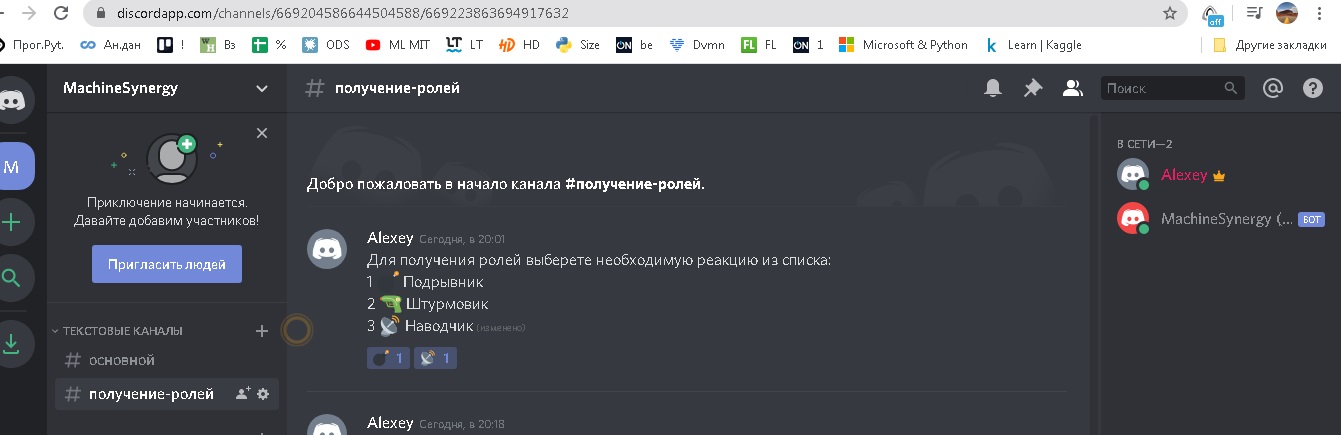 discordapp.com/channels/669204586644504588/669223863694917632
off
Прог.Pyt. Ан.дан ! Вз % ODS ML MIT LT HD Size be Dvmn FL 1 Microsoft & Python Learn | Kaggle Другие закладки
MachineSynergy
получение-ролей
Поиск
M
Приключение начинается.
Давайте добавим участников!
Пригласить людей
ТЕКСТОВЫЕ КАНАЛЫ
# основной
# получение-ролей
Добро пожаловать в начало канала #получение-ролей.
Alexey Сегодня, в 20:01
Для получения ролей выберете необходимую реакцию из списка:
1 💣 Подрывник
2 🔫 Штурмовик
3 📡 Наводчик (изменено)
💣 1 📡 1
Alexey Сегодня, в 20:18
В СЕТИ—2
Alexey
MachineSynergy (... БОТ